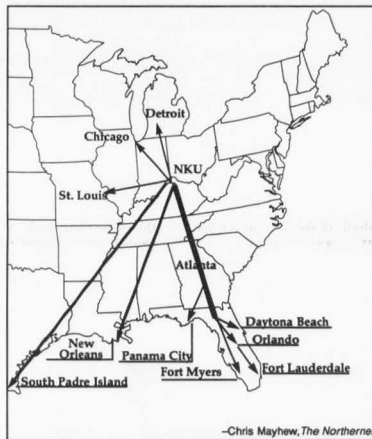 Detroit
Chicago
NKU
St. Louis
Atlanta
Daytona Beach
New
Orleans
Orlando
Panama City
Fort Lauderdale
Fort Myers
South Padre Island
–Chris Mayhew, The Northerner